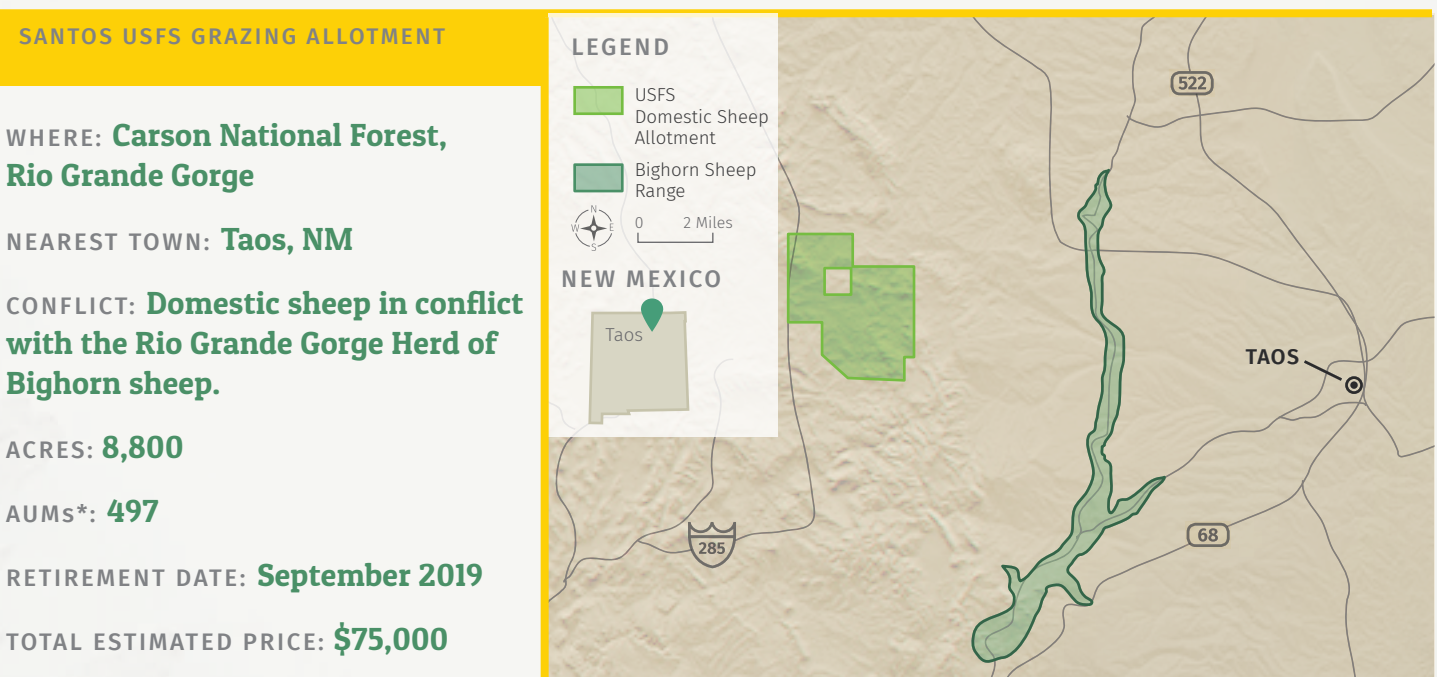 SANTOS USFS GRAZING ALLOTMENT
WHERE: Carson National Forest,
Rio Grande Gorge
NEAREST TOWN: Taos, NM
CONFLICT: Domestic sheep in conflict
with the Rio Grande Gorge Herd of
Bighorn sheep.
ACRES: 8,800
AUMs*: 497
RETIREMENT DATE: September 2019
TOTAL ESTIMATED PRICE: $75,000
LEGEND
USFS
Domestic Sheep
Allotment
Bighorn Sheep
Range
N
W E
S
0 2 Miles
NEW MEXICO
Taos
522
TAOS
68
285